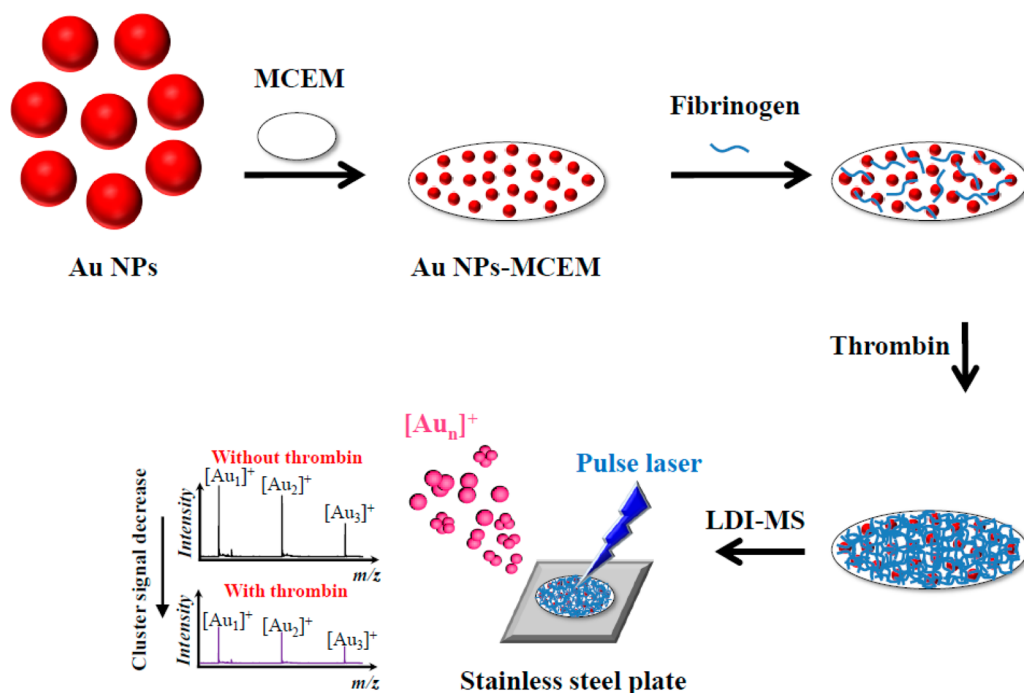 MCEM
Fibrinogen
Au NPs
Au NPs-MCEM
Thrombin
[Auₙ]⁺
Pulse laser
LDI-MS
Stainless steel plate
Cluster signal decrease
Without thrombin
Intensity
[Au₁]⁺
[Au₂]⁺
[Au₃]⁺
m/z
With thrombin
Intensity
[Au₁]⁺
[Au₂]⁺
[Au₃]⁺
m/z